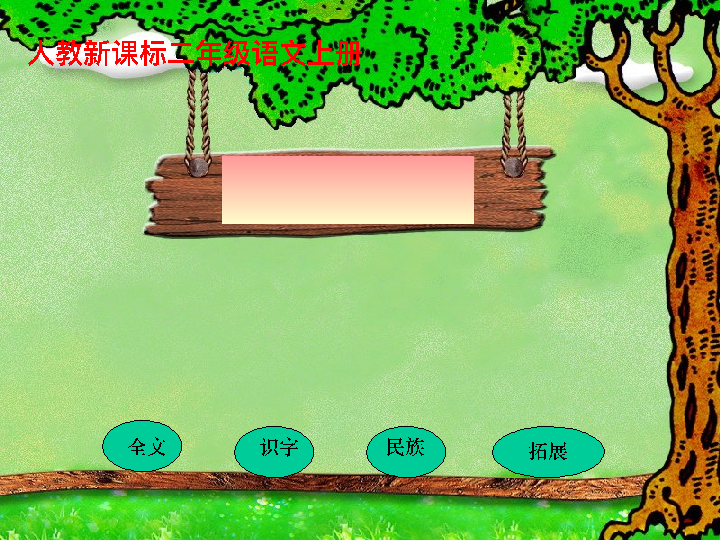 人教新课标二年级语文上册
全文
识字
民族
拓展